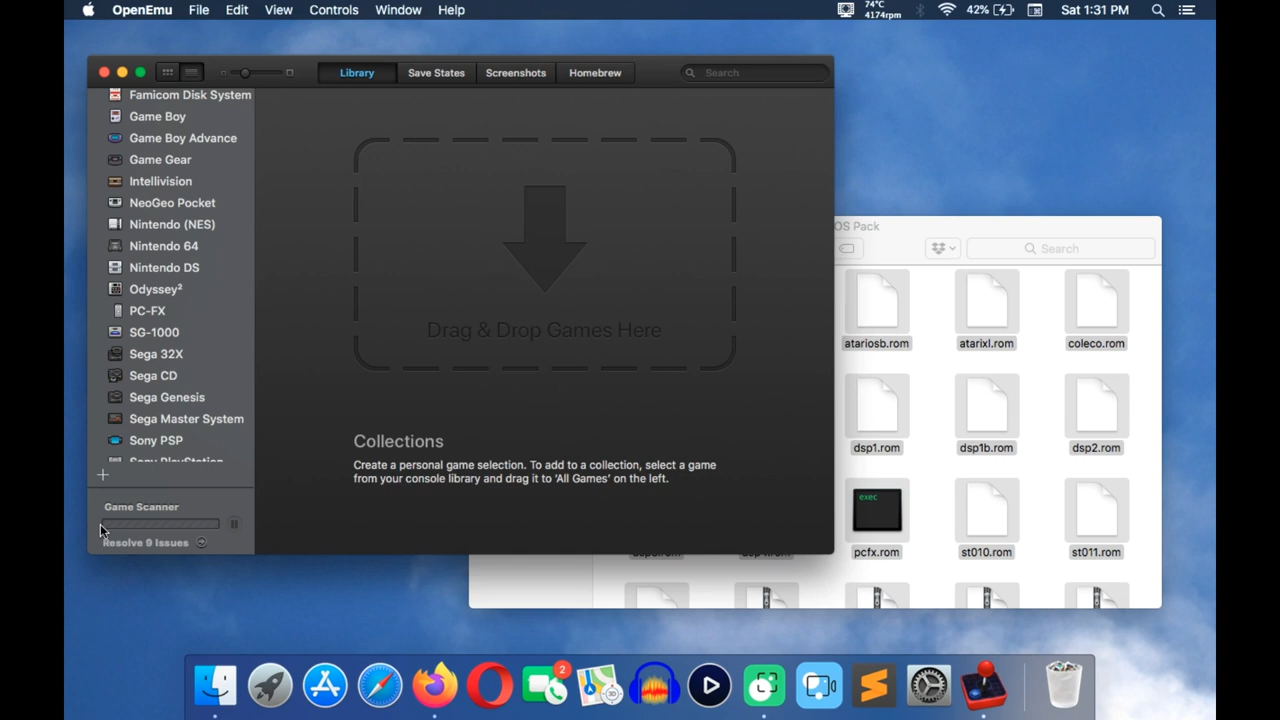 OpenEmu File Edit View Controls Window Help 74°C 4174rpm 42% Sat 1:31 PM
Library Save States Screenshots Homebrew Search
Famicom Disk System
Game Boy
Game Boy Advance
Game Gear
Intellivision
NeoGeo Pocket
Nintendo (NES)
Nintendo 64
Nintendo DS
Odyssey²
PC-FX
SG-1000
Sega 32X
Sega CD
Sega Genesis
Sega Master System
Sony PSP
Sony PlayStation
Game Scanner
Resolve 9 Issues
Drag & Drop Games Here
Collections
Create a personal game selection. To add to a collection, select a game
from your console library and drag it to 'All Games' on the left.
OS Pack
Search
atariosb.rom atarixl.rom coleco.rom
dsp1.rom dsp1b.rom dsp2.rom
exec
pcfx.rom st010.rom st011.rom
2